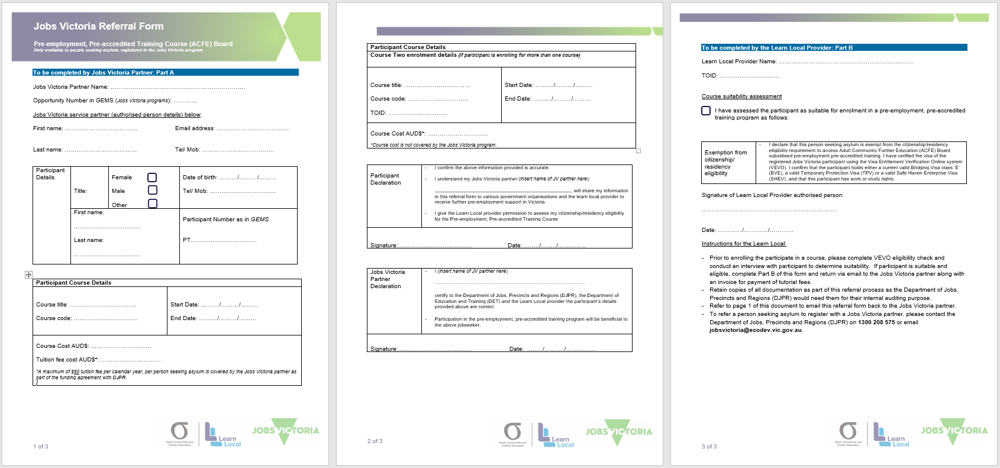 Jobs Victoria Referral Form
Pre-employment, Pre-accredited Training Course (ACFE) Board
Only available to people seeking asylum, registered in the Jobs Victoria program
To be completed by Jobs Victoria Partner: Part A
Jobs Victoria Partner Name: ……………………………………………………………
Opportunity Number in GEMS (Jobs Victoria programs): …………
Jobs Victoria service partner (authorised person details) below:
First name: ………………………………
Email address: ………………………………
Last name: ………………………………
Tel/ Mob: ………………………………
Participant
Details
Title:
Female
Male
Other
Date of birth: ………/………/………
Tel/ Mob: ……………………………
First name:
……………………………
Last name:
……………………………
Participant Number as in GEMS
PT……………………………
Participant Course Details
Course title: ……………………………
Course code: …………………………..
Start Date: ………/………/………
End Date: ………/………/………
Course Cost AUD$: …………………………
Tuition fee cost AUD$*: …………………………
*A maximum of $50 tuition fee per calendar year, per person seeking asylum is covered by the Jobs Victoria partner as
part of the funding agreement with DJPR.
/
Adult, Community and
Further Education
Learn
Local
JOBS VICTORIA
1 of 3
Participant Course Details
Course Two enrolment details (if participant is enrolling for more than one course)
Course title: ……………………………
Course code: …………………………
TOID: …………………………
Start Date: ………/………/………
End Date: ………/………/………
Course Cost AUD$*: …………………………
*Course cost is not covered by the Jobs Victoria program.
Participant
Declaration
- I confirm the above information provided is accurate.
- I understand my Jobs Victoria partner (Insert name of JV partner here):
……………………………………………………………………………, will share my information
in this referral form to various government organisations and the learn local provider to
receive further pre-employment support in Victoria.
- I give the Learn Local provider permission to assess my citizenship/residency eligibility
for the Pre-employment, Pre-accredited Training Course
Signature:……………………………….
Date: ……../……../…………..
Jobs Victoria
Partner
Declaration
- I (Insert name of JV partner here)
……………………………………………………………………………………
certify to the Department of Jobs, Precincts and Regions (DJPR), the Department of
Education and Training (DET) and the Learn Local provider the participant's details
provided above are correct.
- Participation in the pre-employment, pre-accredited training program will be beneficial to
the above jobseeker.
Signature:……………………………….
Date: ……../………/……………
Adult, Community and
Further Education
Learn
Local
JOBS VICTORIA
2 of 3
To be completed by the Learn Local Provider: Part B
Learn Local Provider Name: ……………………………………………………………
TOID: …………………………
Course suitability assessment
I have assessed the participant as suitable for enrolment in a pre-employment, pre-accredited
training program as follows:
Exemption from
citizenship/
residency
eligibility
- I declare that this person seeking asylum is exempt from the citizenship/residency
eligibility requirement to access Adult Community Further Education (ACFE) Board
subsidised pre-employment pre-accredited training. I have verified the visa of the
registered Jobs Victoria participant using the Visa Entitlement Verification Online system
(VEVO). I confirm that the participant holds either a current valid Bridging Visa class 'E'
(BVE), a valid Temporary Protection Visa (TPV) or a valid Safe Haven Enterprise Visa
(SHEV), and that this participant has work or study rights.
Signature of Learn Local Provider authorised person:
……………………………………………………………
Date: …………/………/…………
Instructions for the Learn Local:
- Prior to enrolling the participate in a course, please complete VEVO eligibility check and
conduct an interview with participant to determine suitability. If participant is suitable and
eligible, complete Part B of this form and return via email to the Jobs Victoria partner along with
an invoice for payment of tutorial fees.
- Retain copies of all documentation as part of this referral process as the Department of Jobs,
Precincts and Regions (DJPR) would need them for their internal auditing purpose.
- Refer to page 1 of this document to email this referral form back to the Jobs Victoria partner.
- To refer a person seeking asylum to register with a Jobs Victoria partner, please contact the
Department of Jobs, Precincts and Regions (DJPR) on 1300 208 575 or email
jobsvictoria@ecodev.vic.gov.au.
Adult, Community and
Further Education
Learn
Local
JOBS VICTORIA
3 of 3